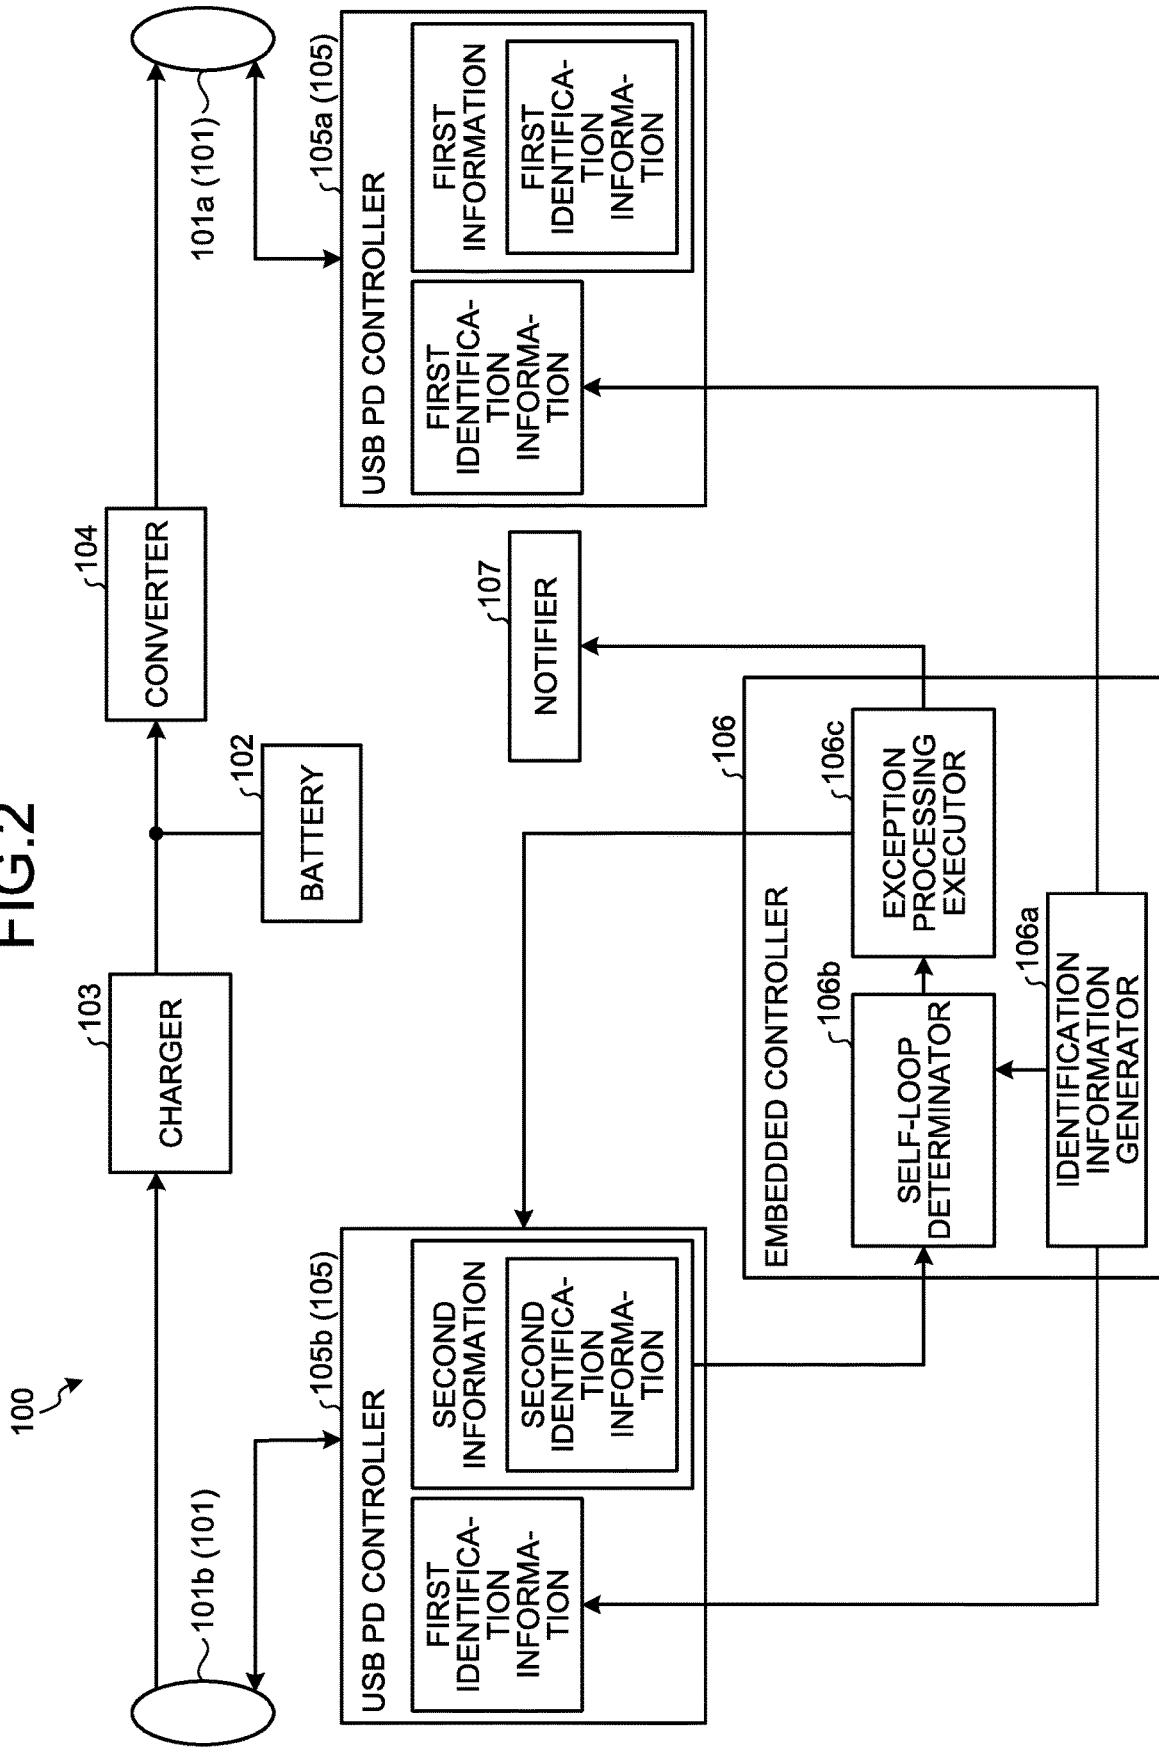 FIG.2
100
101b (101)
103
CHARGER
102
BATTERY
104
CONVERTER
101a (101)
105b (105)
USB PD CONTROLLER
FIRST
IDENTIFICA-
TION
INFORMA-
TION
SECOND
INFORMATION
SECOND
IDENTIFICA-
TION
INFORMA-
TION
107
NOTIFIER
105a (105)
USB PD CONTROLLER
FIRST
IDENTIFICA-
TION
INFORMA-
TION
FIRST
INFORMATION
FIRST
IDENTIFICA-
TION
INFORMA-
TION
106
EMBEDDED CONTROLLER
106b
SELF-LOOP
DETERMINATOR
106c
EXCEPTION
PROCESSING
EXECUTOR
106a
IDENTIFICATION
INFORMATION
GENERATOR